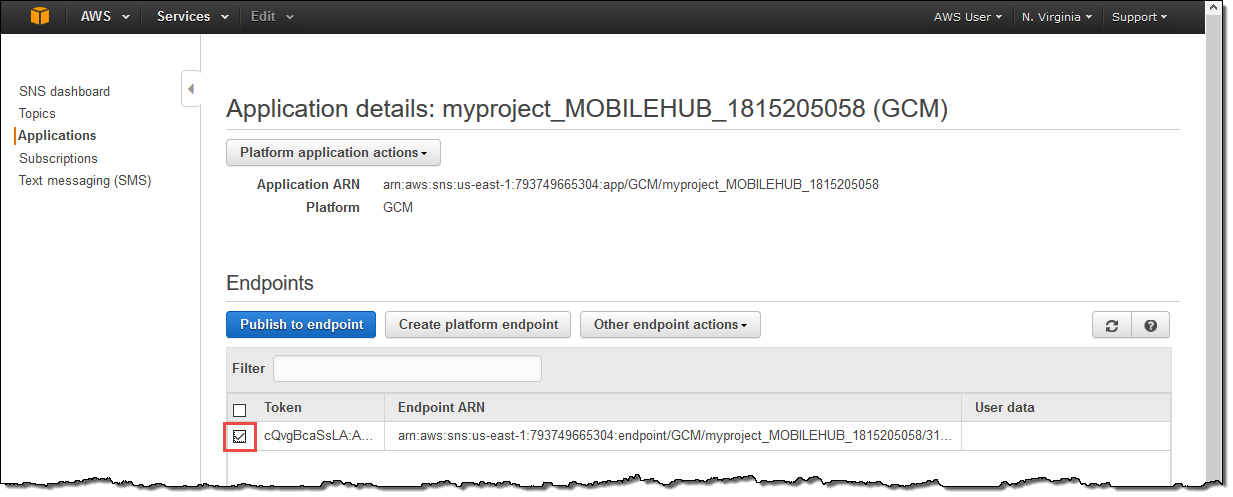 AWS Services Edit AWS User N. Virginia Support
SNS dashboard
Topics
Applications
Subscriptions
Text messaging (SMS)
Application details: myproject_MOBILEHUB_1815205058 (GCM)
Platform application actions
Application ARN arn:aws:sns:us-east-1:793749665304:app/GCM/myproject_MOBILEHUB_1815205058
Platform GCM
Endpoints
Publish to endpoint Create platform endpoint Other endpoint actions
Filter
Token Endpoint ARN User data
cQvgBcaSsLA:A... arn:aws:sns:us-east-1:793749665304:endpoint/GCM/myproject_MOBILEHUB_1815205058/31...